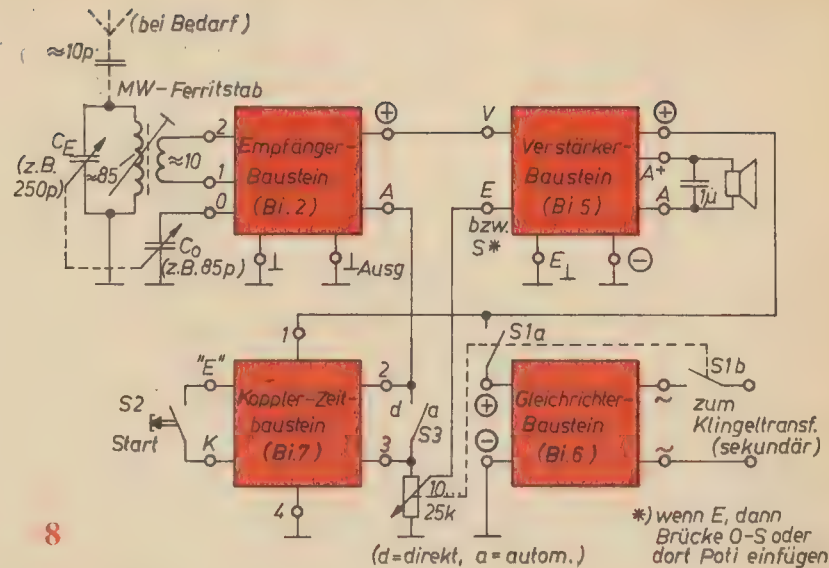 (bei Bedarf)
≈10p
MW-Ferritstab
C_E
(z.B.
250p)
≈85
≈10
2
1
0
C_o
(z.B. 85p)
Empfänger-
Baustein
(Bi.2)
⊕
A
⊥
⊥Ausg
V
E
bzw.
S*
Verstärker-
Baustein
(Bi 5)
⊕
A+
A
1µ
E⊥
⊖
1
"E"
S2
Start
K
Koppler-Zeit-
baustein
(Bi.7)
2
3
4
d
a
S3
10
25k
(d=direkt, a=autom.)
S1a
⊕
⊖
Gleichrichter-
Baustein
(Bi.6)
~
~
S1b
zum
Klingeltransf.
(sekundär)
*) wenn E, dann
Brücke O-S oder
dort Poti einfügen
8